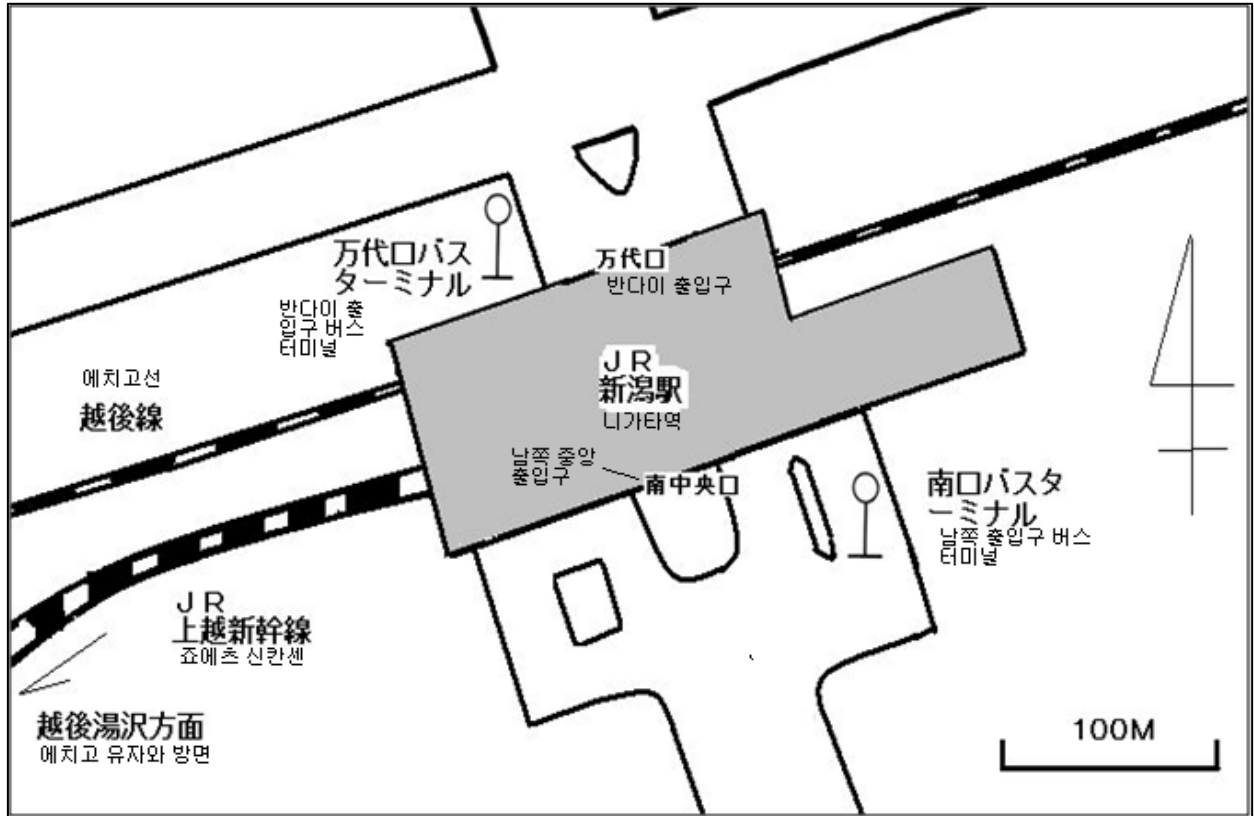 万代口バス
ターミナル
반다이 출
입구 버스
터미널
万代口
반다이 출입구
에치고선
越後線
ＪＲ
新潟駅
니가타역
남쪽 중앙
출입구
南中央口
南口バスタ
ーミナル
남쪽 출입구 버스
터미널
ＪＲ
上越新幹線
죠에츠 신칸센
越後湯沢方面
에치고 유자와 방면
100M